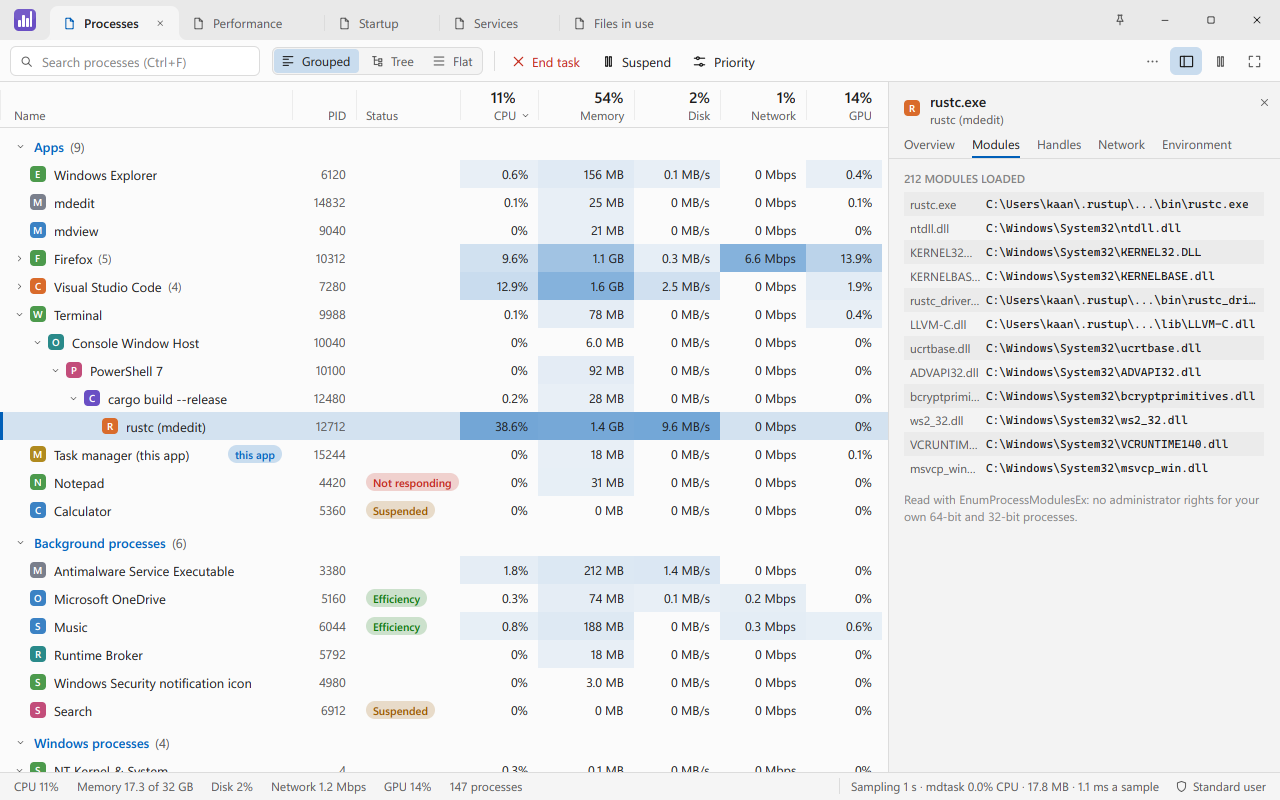 Processes
Performance
Startup
Services
Files in use
Search processes (Ctrl+F)
Grouped
Tree
Flat
End task
Suspend
Priority
Name PID Status 11% CPU 54% Memory 2% Disk 1% Network 14% GPU
Apps (9)
E Windows Explorer 6120 0.6% 156 MB 0.1 MB/s 0 Mbps 0.4%
M mdedit 14832 0.1% 25 MB 0 MB/s 0 Mbps 0.1%
M mdview 9040 0% 21 MB 0 MB/s 0 Mbps 0%
F Firefox (5) 10312 9.6% 1.1 GB 0.3 MB/s 6.6 Mbps 13.9%
C Visual Studio Code (4) 7280 12.9% 1.6 GB 2.5 MB/s 0 Mbps 1.9%
W Terminal 9988 0.1% 78 MB 0 MB/s 0 Mbps 0.4%
O Console Window Host 10040 0% 6.0 MB 0 MB/s 0 Mbps 0%
P PowerShell 7 10100 0% 92 MB 0 MB/s 0 Mbps 0%
C cargo build --release 12480 0.2% 28 MB 0 MB/s 0 Mbps 0%
R rustc (mdedit) 12712 38.6% 1.4 GB 9.6 MB/s 0 Mbps 0%
M Task manager (this app) this app 15244 0% 18 MB 0 MB/s 0 Mbps 0.1%
N Notepad 4420 Not responding 0% 31 MB 0 MB/s 0 Mbps 0%
C Calculator 5360 Suspended 0% 0 MB 0 MB/s 0 Mbps 0%
Background processes (6)
M Antimalware Service Executable 3380 1.8% 212 MB 1.4 MB/s 0 Mbps 0%
O Microsoft OneDrive 5160 Efficiency 0.3% 74 MB 0.1 MB/s 0.2 Mbps 0%
S Music 6044 Efficiency 0.8% 188 MB 0 MB/s 0.3 Mbps 0.6%
R Runtime Broker 5792 0% 18 MB 0 MB/s 0 Mbps 0%
S Windows Security notification icon 4980 0% 3.0 MB 0 MB/s 0 Mbps 0%
S Search 6912 Suspended 0% 0 MB 0 MB/s 0 Mbps 0%
Windows processes (4)
S NT Kernel & System 4 0.3% 0.1 MB 0 MB/s 0 Mbps 0%
R rustc.exe
rustc (mdedit)
Overview Modules Handles Network Environment
212 MODULES LOADED
rustc.exe C:\Users\kaan.rustup\...\bin\rustc.exe
ntdll.dll C:\Windows\System32\ntdll.dll
KERNEL32... C:\Windows\System32\KERNEL32.DLL
KERNELBAS... C:\Windows\System32\KERNELBASE.dll
rustc_driver... C:\Users\kaan.rustup\...\bin\rustc_dri...
LLVM-C.dll C:\Users\kaan.rustup\...\lib\LLVM-C.dll
ucrtbase.dll C:\Windows\System32\ucrtbase.dll
ADVAPI32.dll C:\Windows\System32\ADVAPI32.dll
bcryptprimi... C:\Windows\System32\bcryptprimitives.dll
ws2_32.dll C:\Windows\System32\ws2_32.dll
VCRUNTIM... C:\Windows\System32\VCRUNTIME140.dll
msvcp_win... C:\Windows\System32\msvcp_win.dll
Read with EnumProcessModulesEx: no administrator rights for your
own 64-bit and 32-bit processes.
CPU 11% Memory 17.3 of 32 GB Disk 2% Network 1.2 Mbps GPU 14% 147 processes
Sampling 1 s · mdtask 0.0% CPU · 17.8 MB · 1.1 ms a sample Standard user